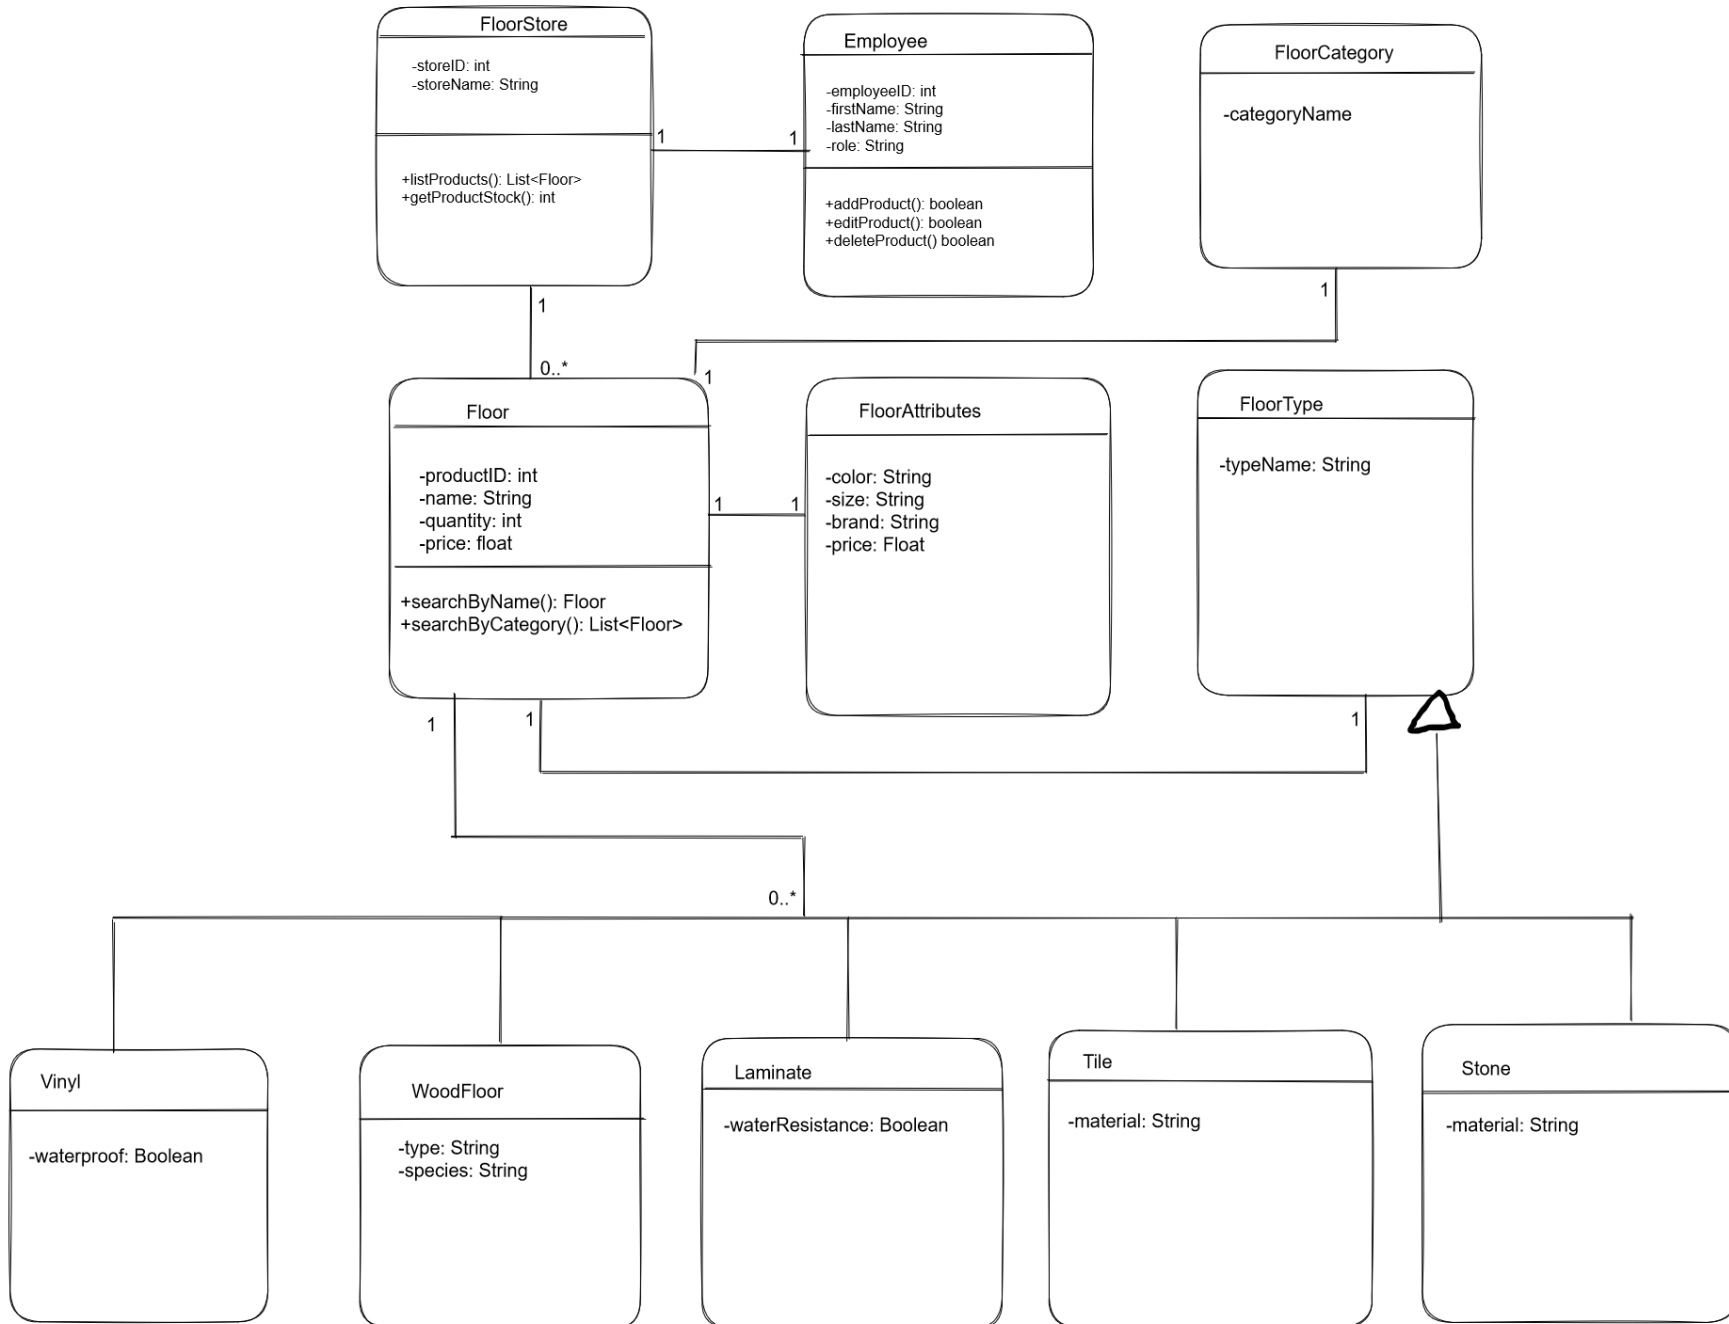 FloorStore
-storeID: int
-storeName: String
+listProducts(): List<Floor>
+getProductStock(): int
1
1
Employee
-employeeID: int
-firstName: String
-lastName: String
-role: String
+addProduct(): boolean
+editProduct(): boolean
+deleteProduct() boolean
FloorCategory
-categoryName
1
0..*
1
1
Floor
-productID: int
-name: String
-quantity: int
-price: float
+searchByName(): Floor
+searchByCategory(): List<Floor>
1
1
FloorAttributes
-color: String
-size: String
-brand: String
-price: Float
FloorType
-typeName: String
1
1
1
0..*
Vinyl
-waterproof: Boolean
WoodFloor
-type: String
-species: String
Laminate
-waterResistance: Boolean
Tile
-material: String
Stone
-material: String